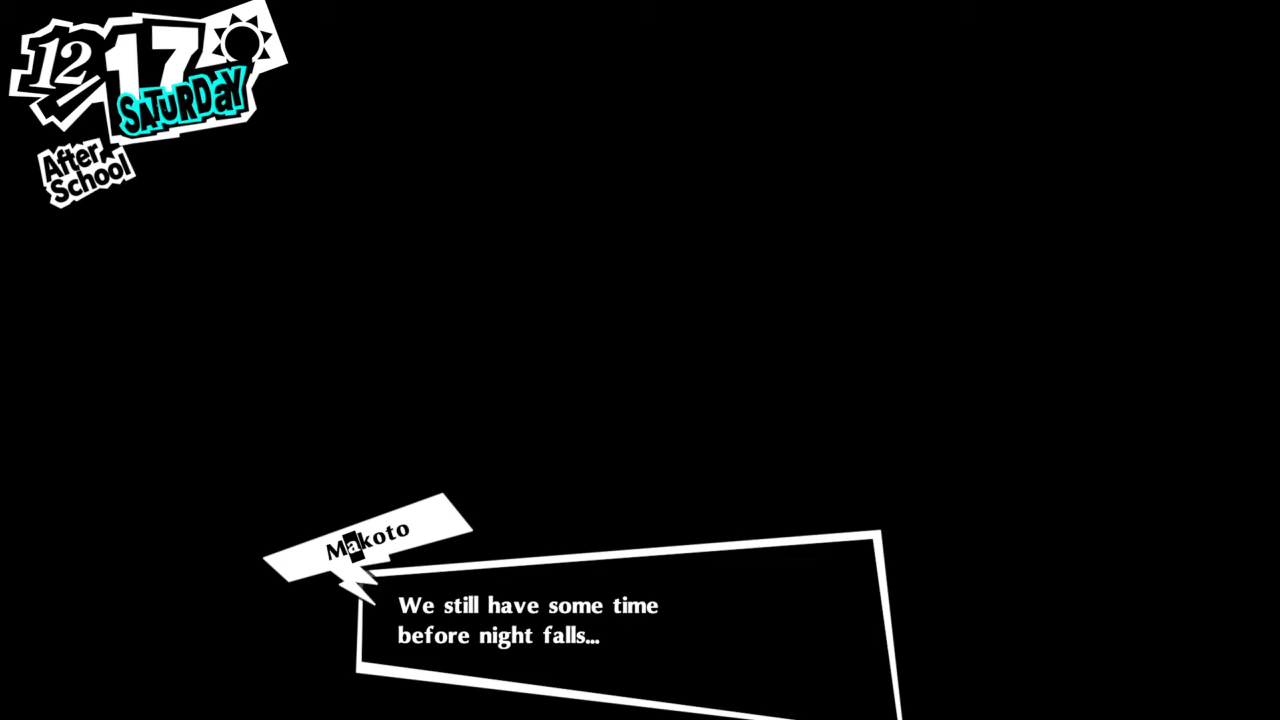 12 17
SATURDaY
After
School
Makoto
We still have some time
before night falls...